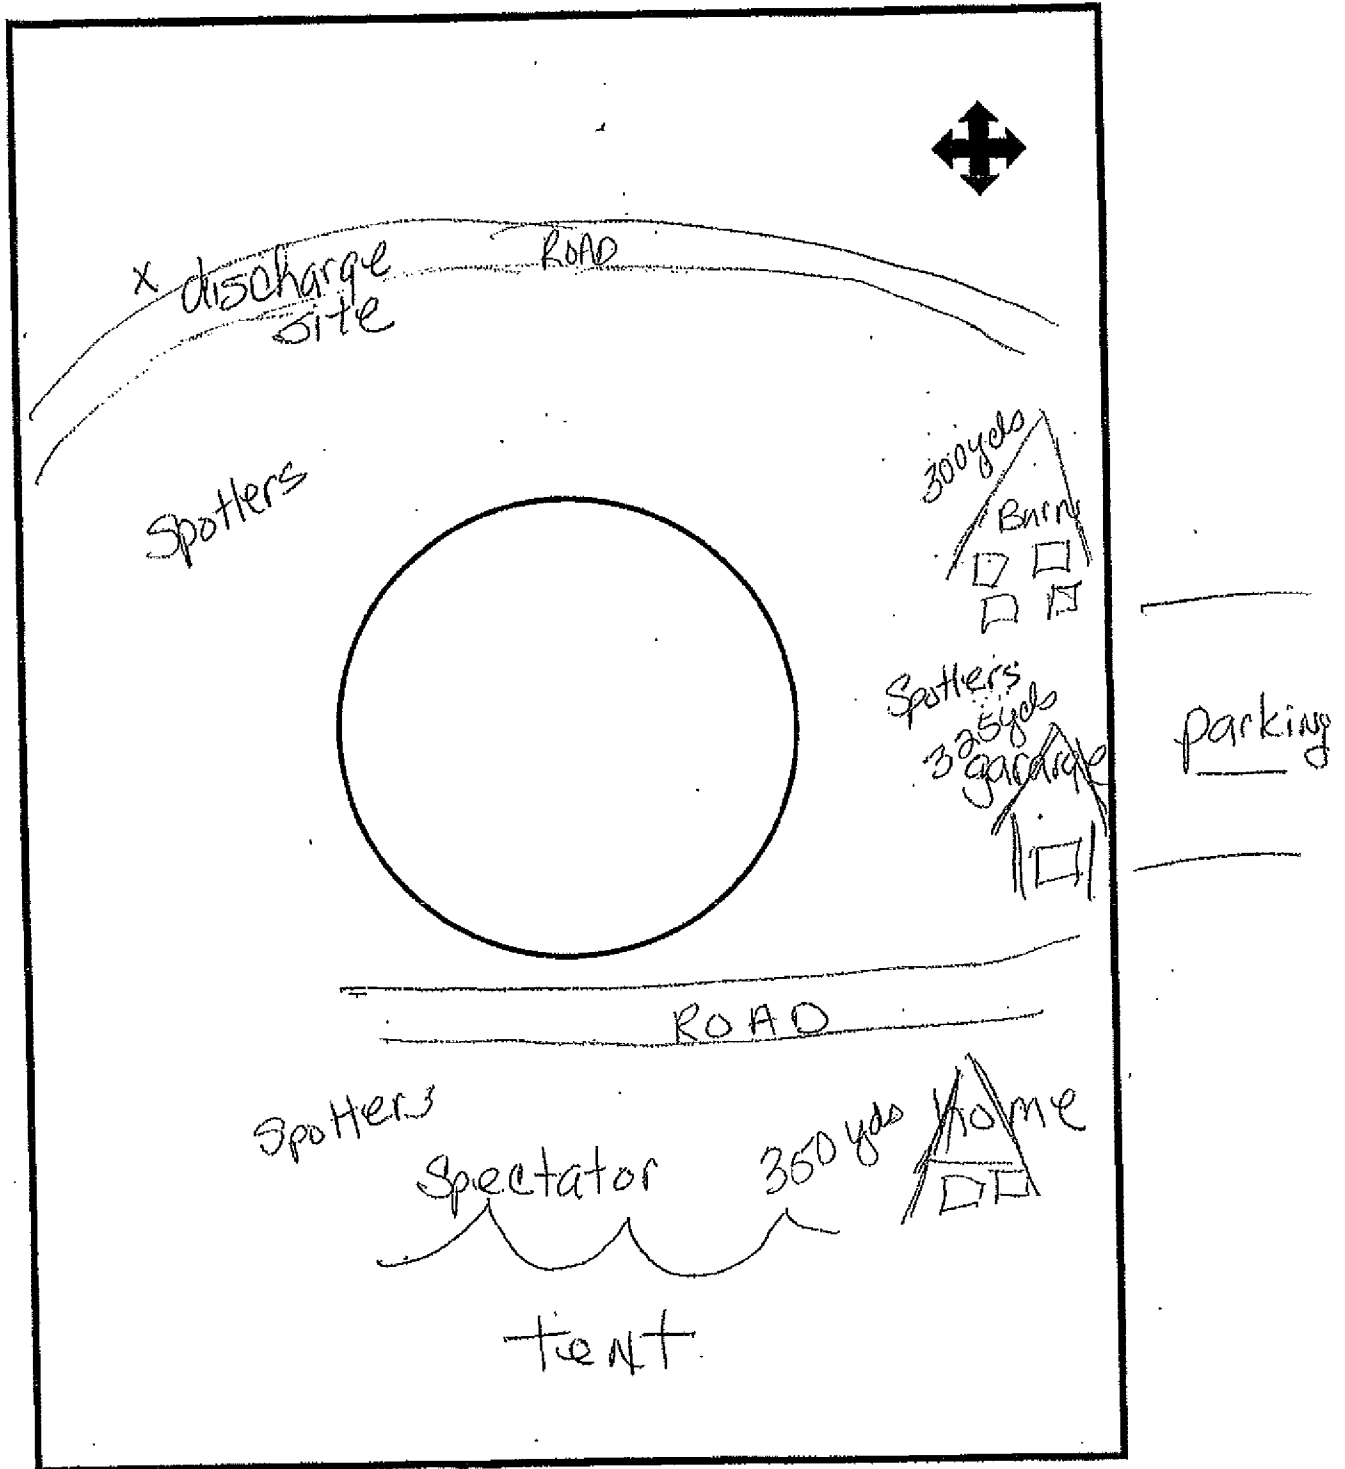 ROAD
x discharge
site
300yds
Barn
Spotters
Spotters
325yds
garage
parking
ROAD
Spotters
home
Spectator
350 yds
tent